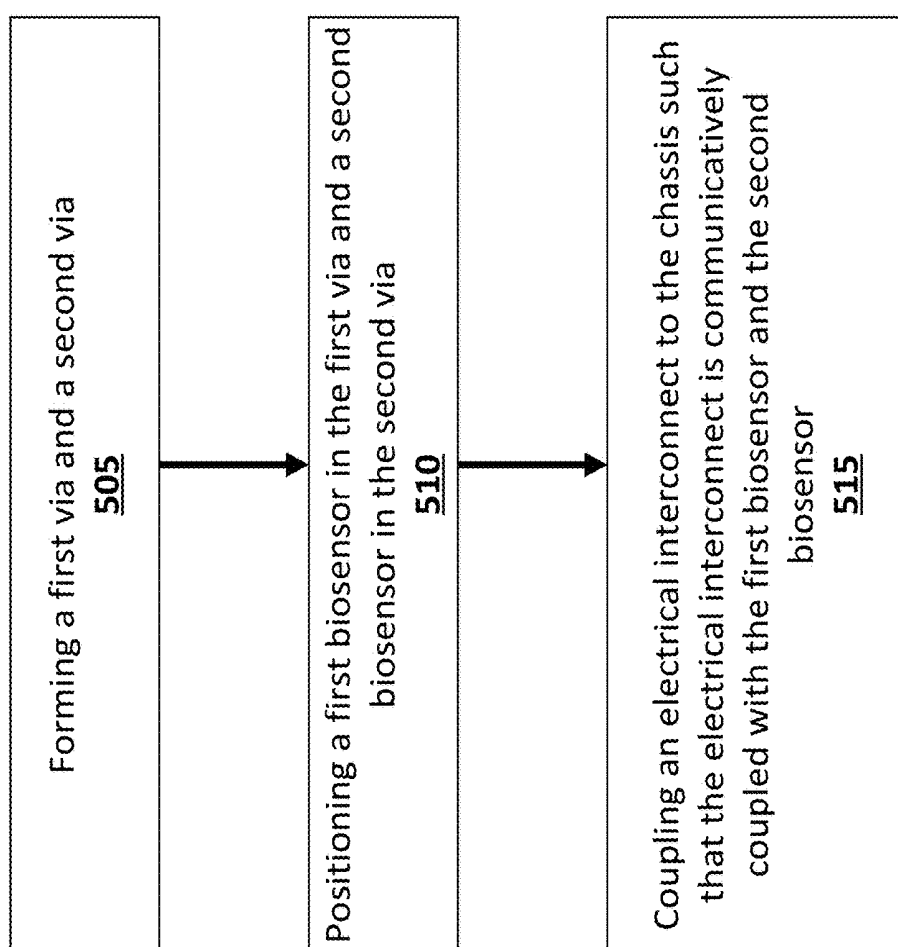 Forming a first via and a second via
505
Positioning a first biosensor in the first via and a second
biosensor in the second via
510
Coupling an electrical interconnect to the chassis such
that the electrical interconnect is communicatively
coupled with the first biosensor and the second
biosensor
515